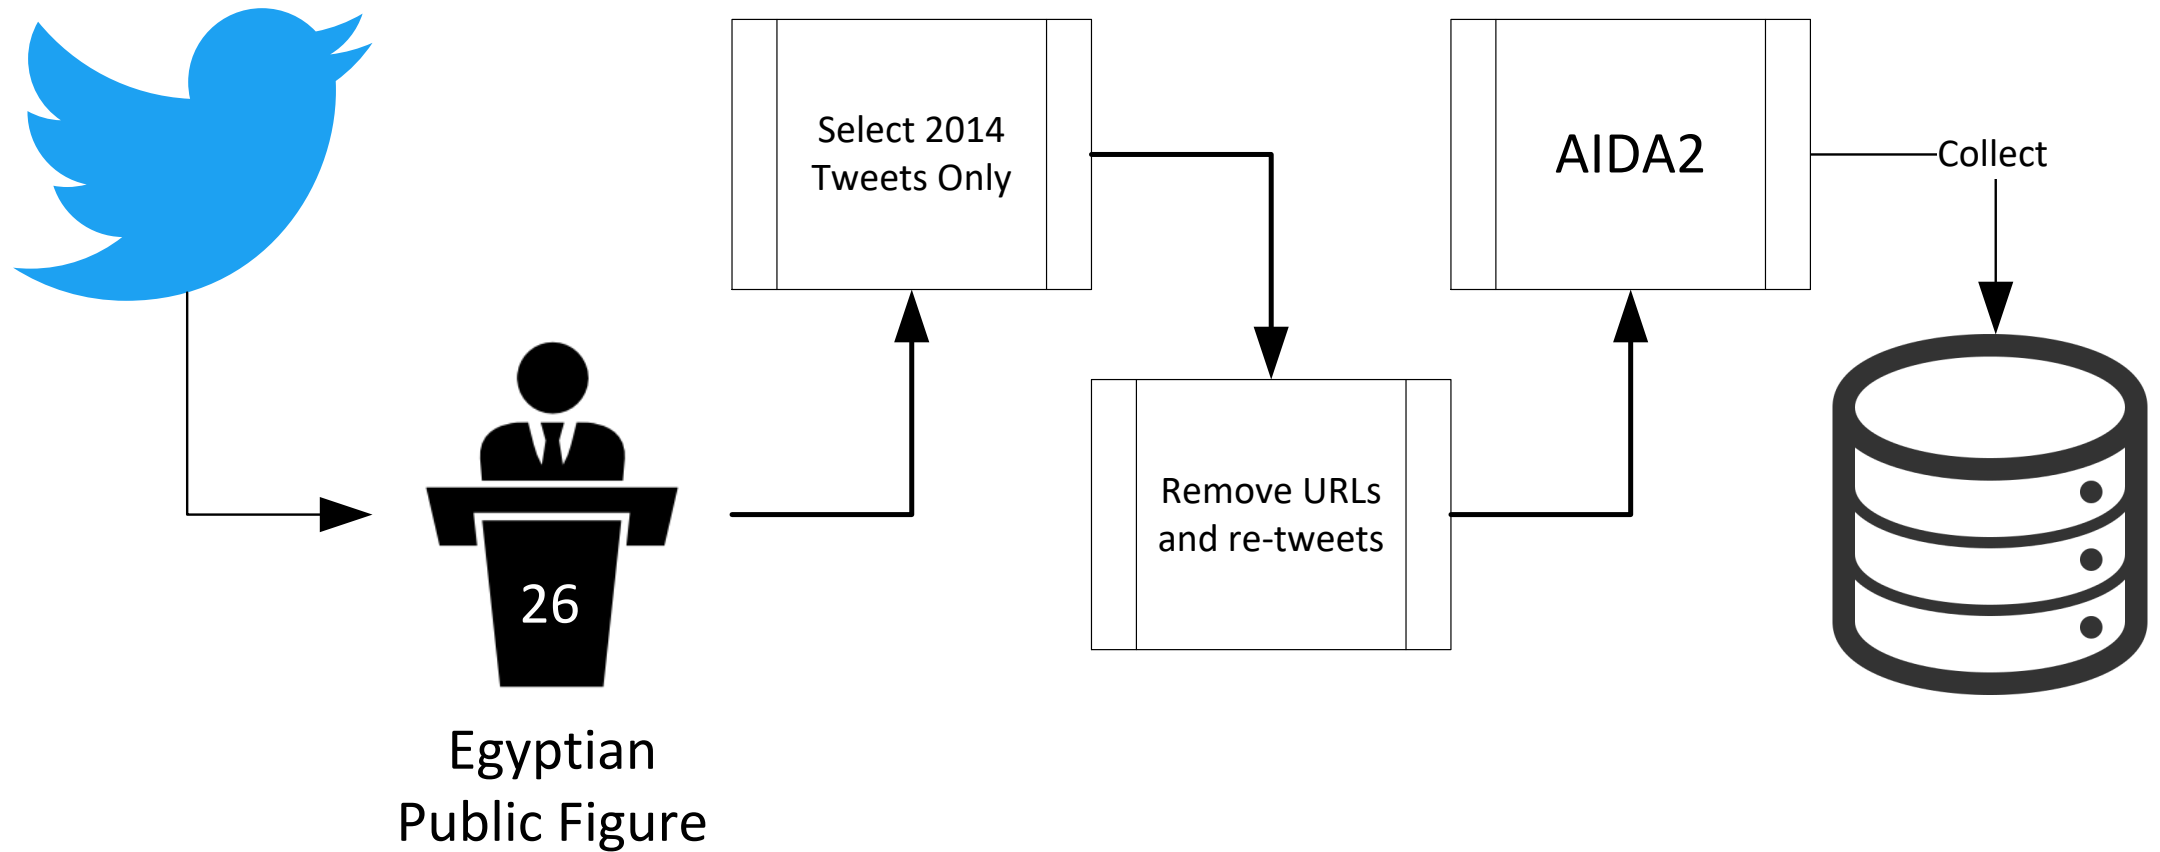 Select 2014
Tweets Only
AIDA2
Collect
Remove URLs
and re-tweets
26
Egyptian
Public Figure